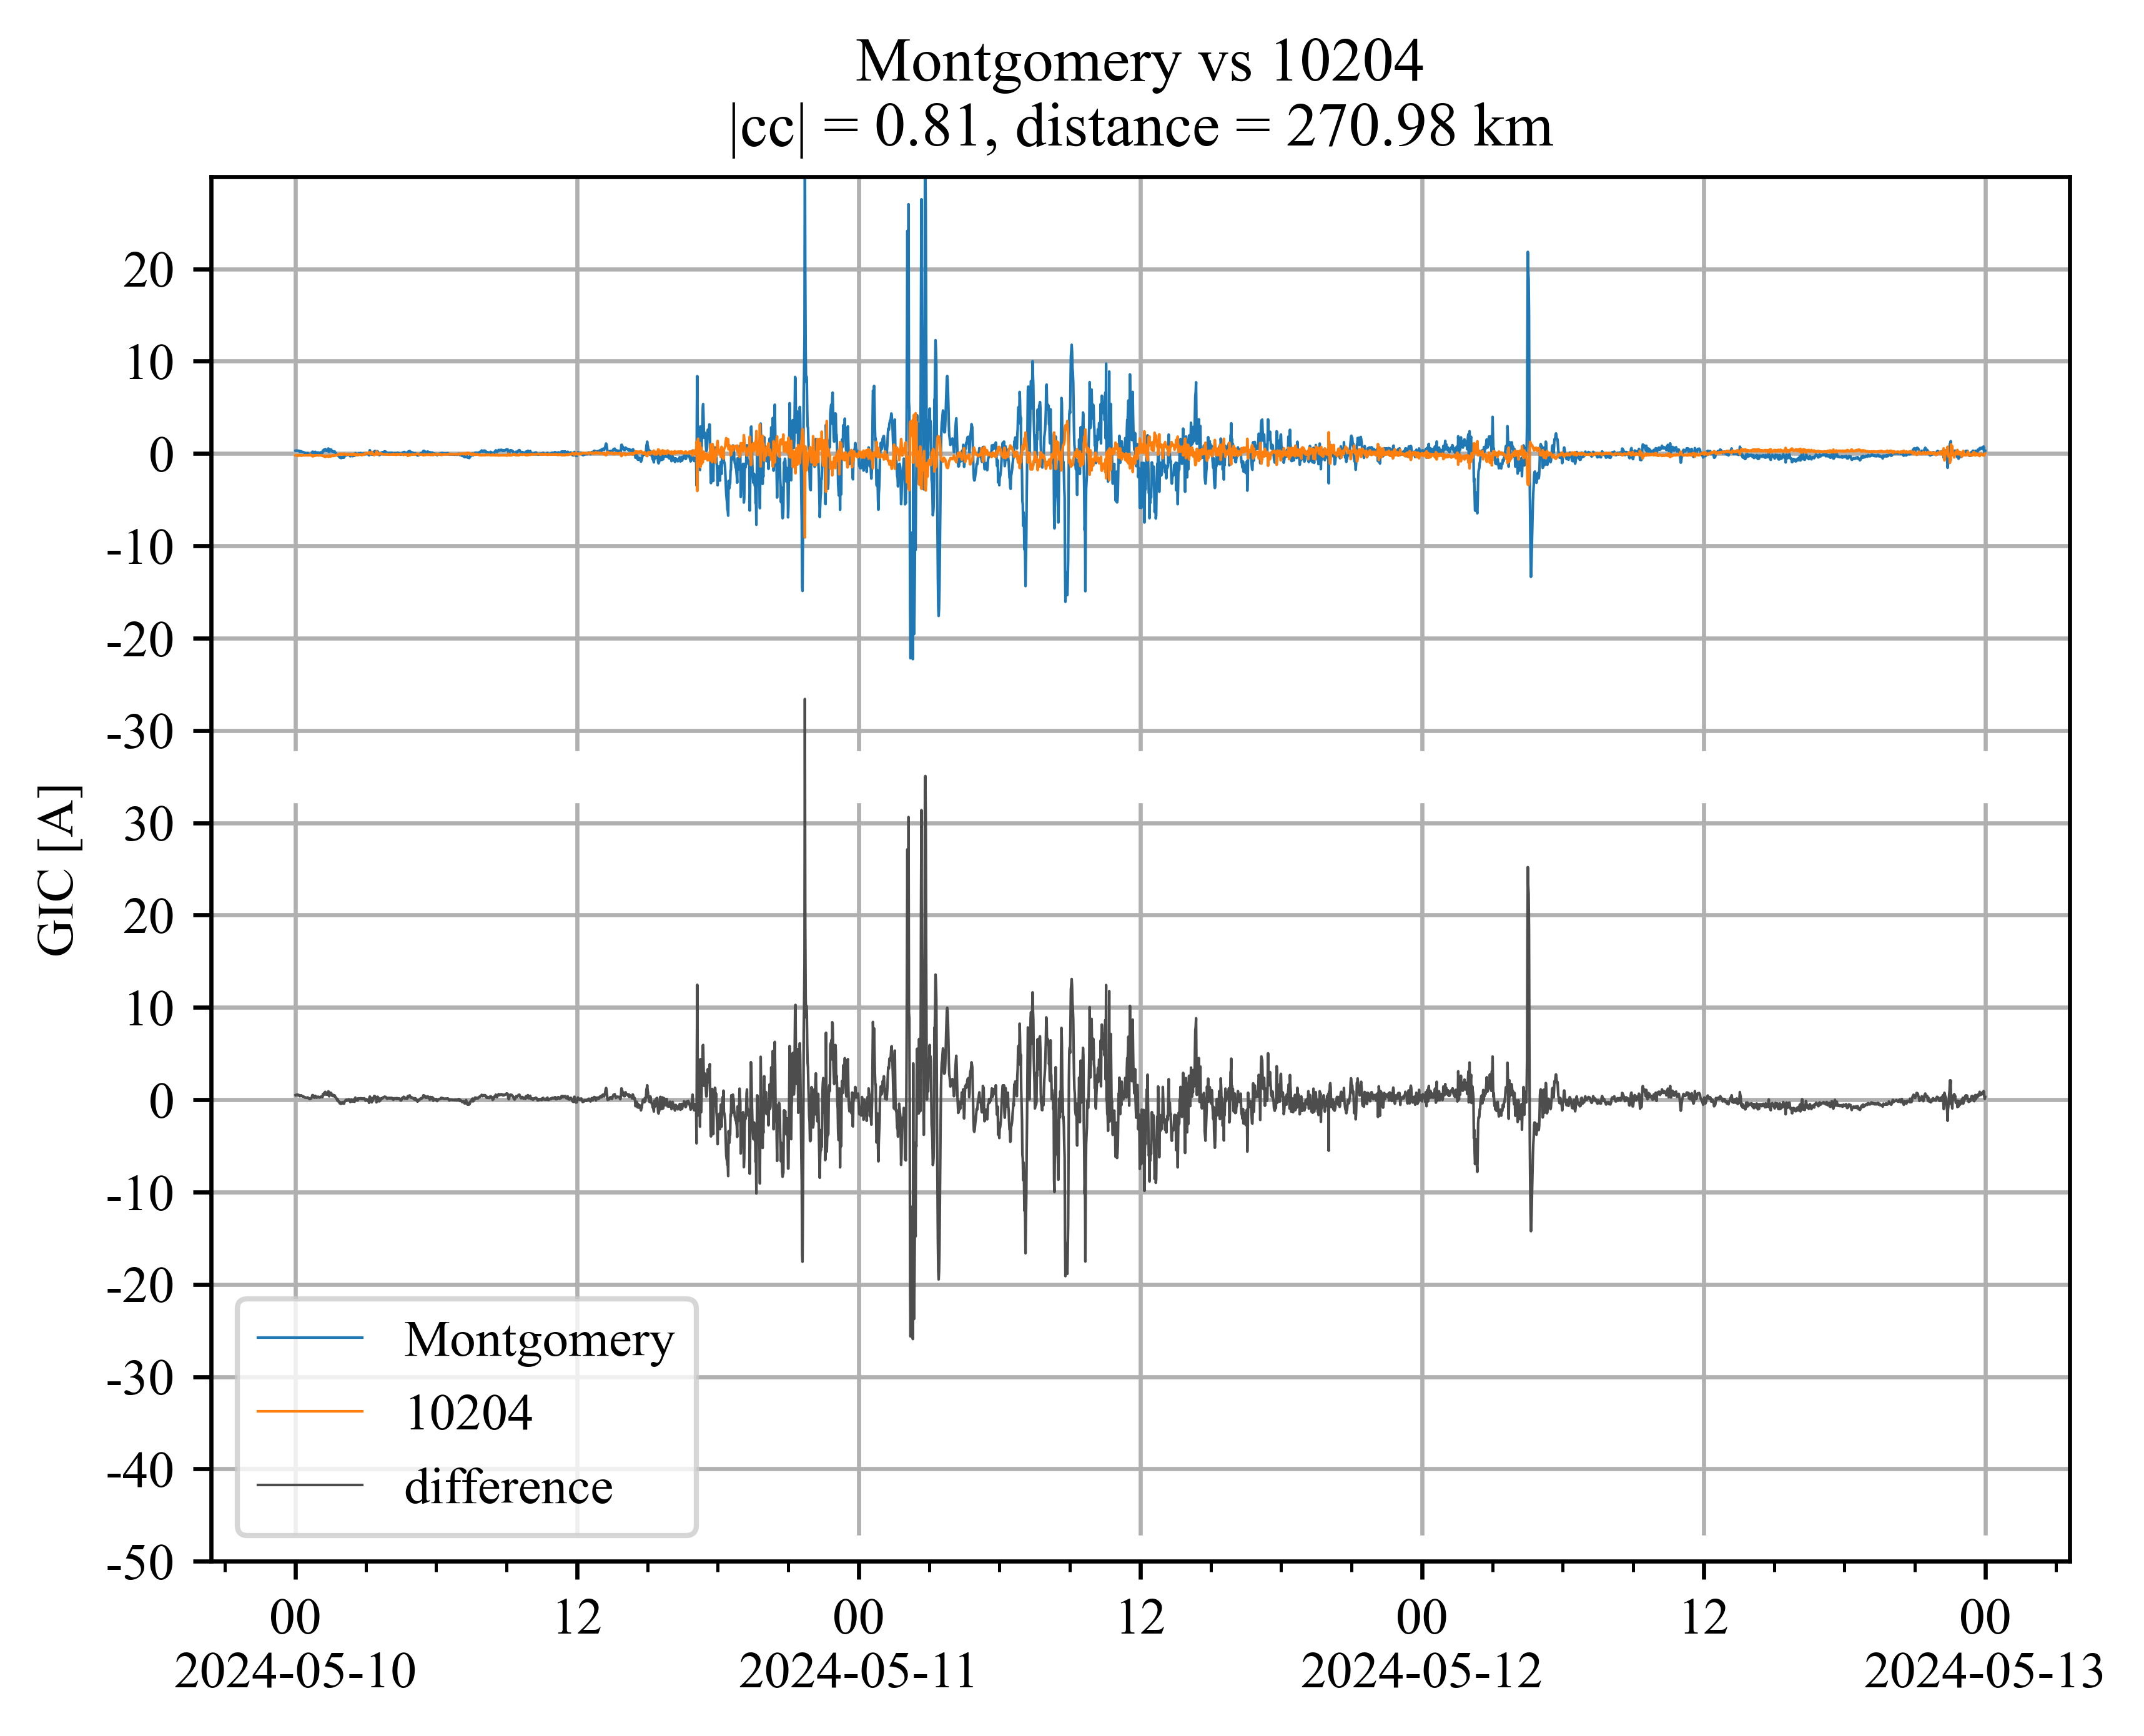 Montgomery vs 10204
|cc| = 0.81, distance = 270.98 km
20
10
0
-10
-20
-30
30
20
10
0
-10
-20
-30
-40
-50
GIC [A]
Montgomery
10204
difference
00 12 00 12 00 12 00
2024-05-10 2024-05-11 2024-05-12 2024-05-13